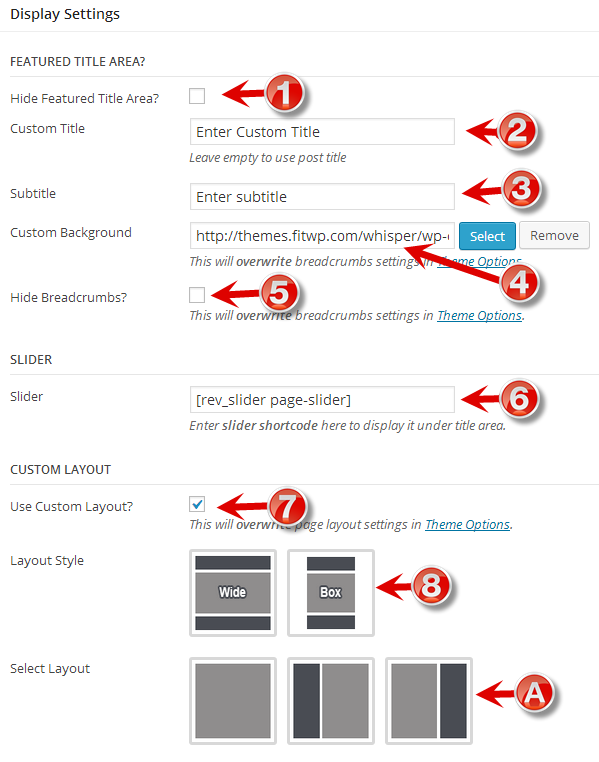 Display Settings
FEATURED TITLE AREA?
Hide Featured Title Area?
1
Custom Title
Enter Custom Title
2
Leave empty to use post title
Subtitle
Enter subtitle
3
Custom Background
http://themes.fitwp.com/whisper/wp-
Select
Remove
This will overwrite breadcrumbs settings in Theme Options.
4
Hide Breadcrumbs?
5
This will overwrite breadcrumbs settings in Theme Options.
SLIDER
Slider
[rev_slider page-slider]
6
Enter slider shortcode here to display it under title area.
CUSTOM LAYOUT
Use Custom Layout?
7
This will overwrite page layout settings in Theme Options.
Layout Style
Wide
Box
8
Select Layout
A